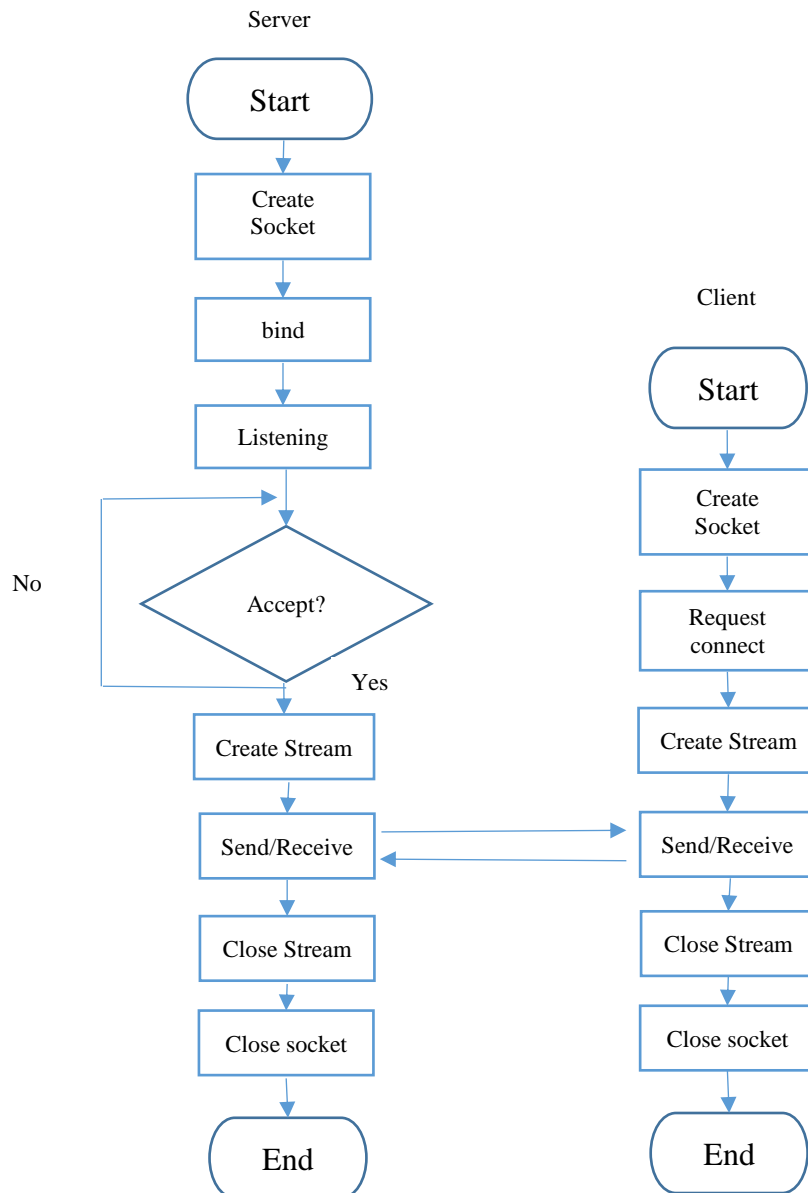 Server
Start
Create
Socket
bind
Listening
No
Accept?
Yes
Create Stream
Send/Receive
Close Stream
Close socket
End
Client
Start
Create
Socket
Request
connect
Create Stream
Send/Receive
Close Stream
Close socket
End